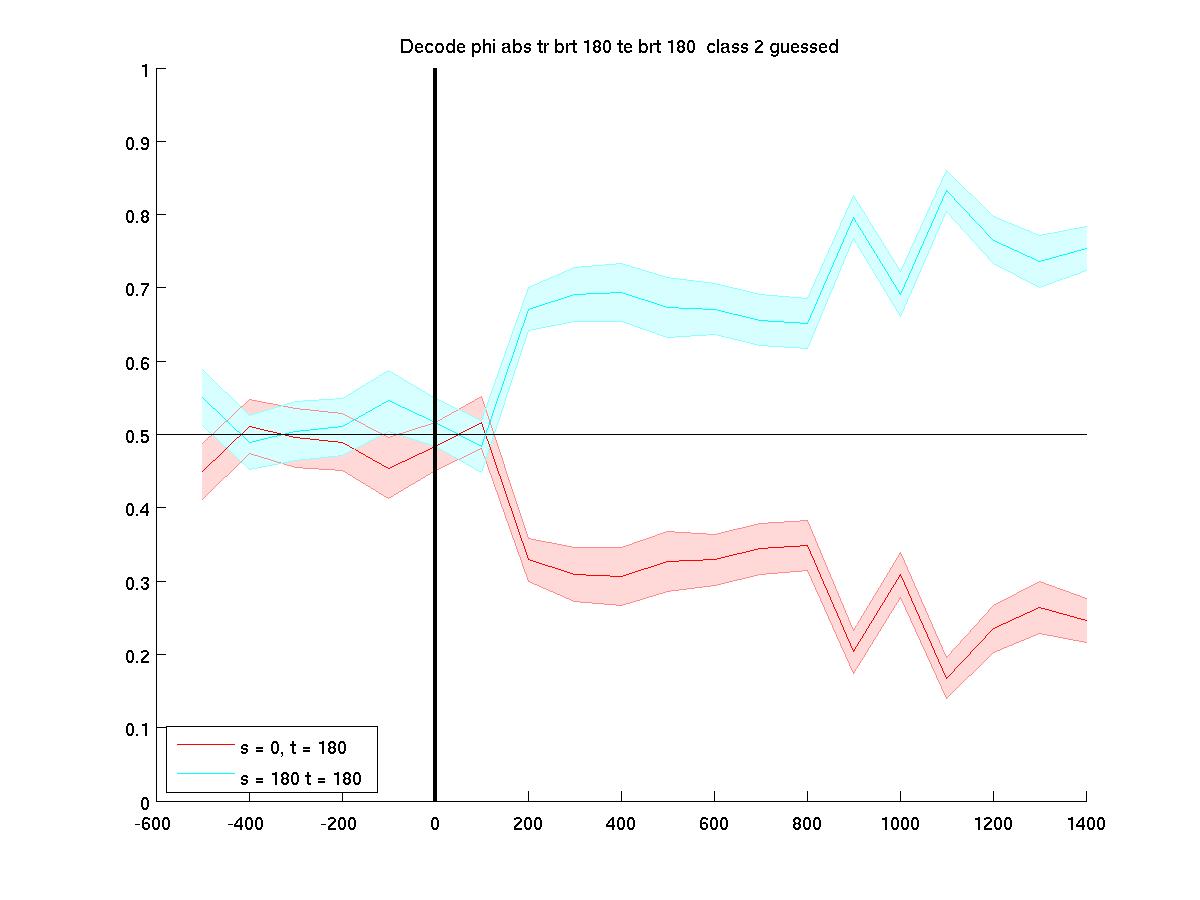 Decode phi abs tr brt 180 te brt 180  class 2 guessed
1
0.9
0.8
0.7
0.6
0.5
0.4
0.3
0.2
0.1
0
s = 0, t = 180
s = 180 t = 180
-600 -400 -200 0 200 400 600 800 1000 1200 1400